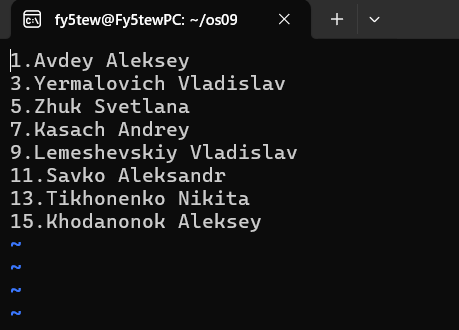 fy5tew@Fy5tewPC: ~/os09
1.Avdey Aleksey
3.Yermalovich Vladislav
5.Zhuk Svetlana
7.Kasach Andrey
9.Lemeshevskiy Vladislav
11.Savko Aleksandr
13.Tikhonenko Nikita
15.Khodanonok Aleksey
~
~
~
~